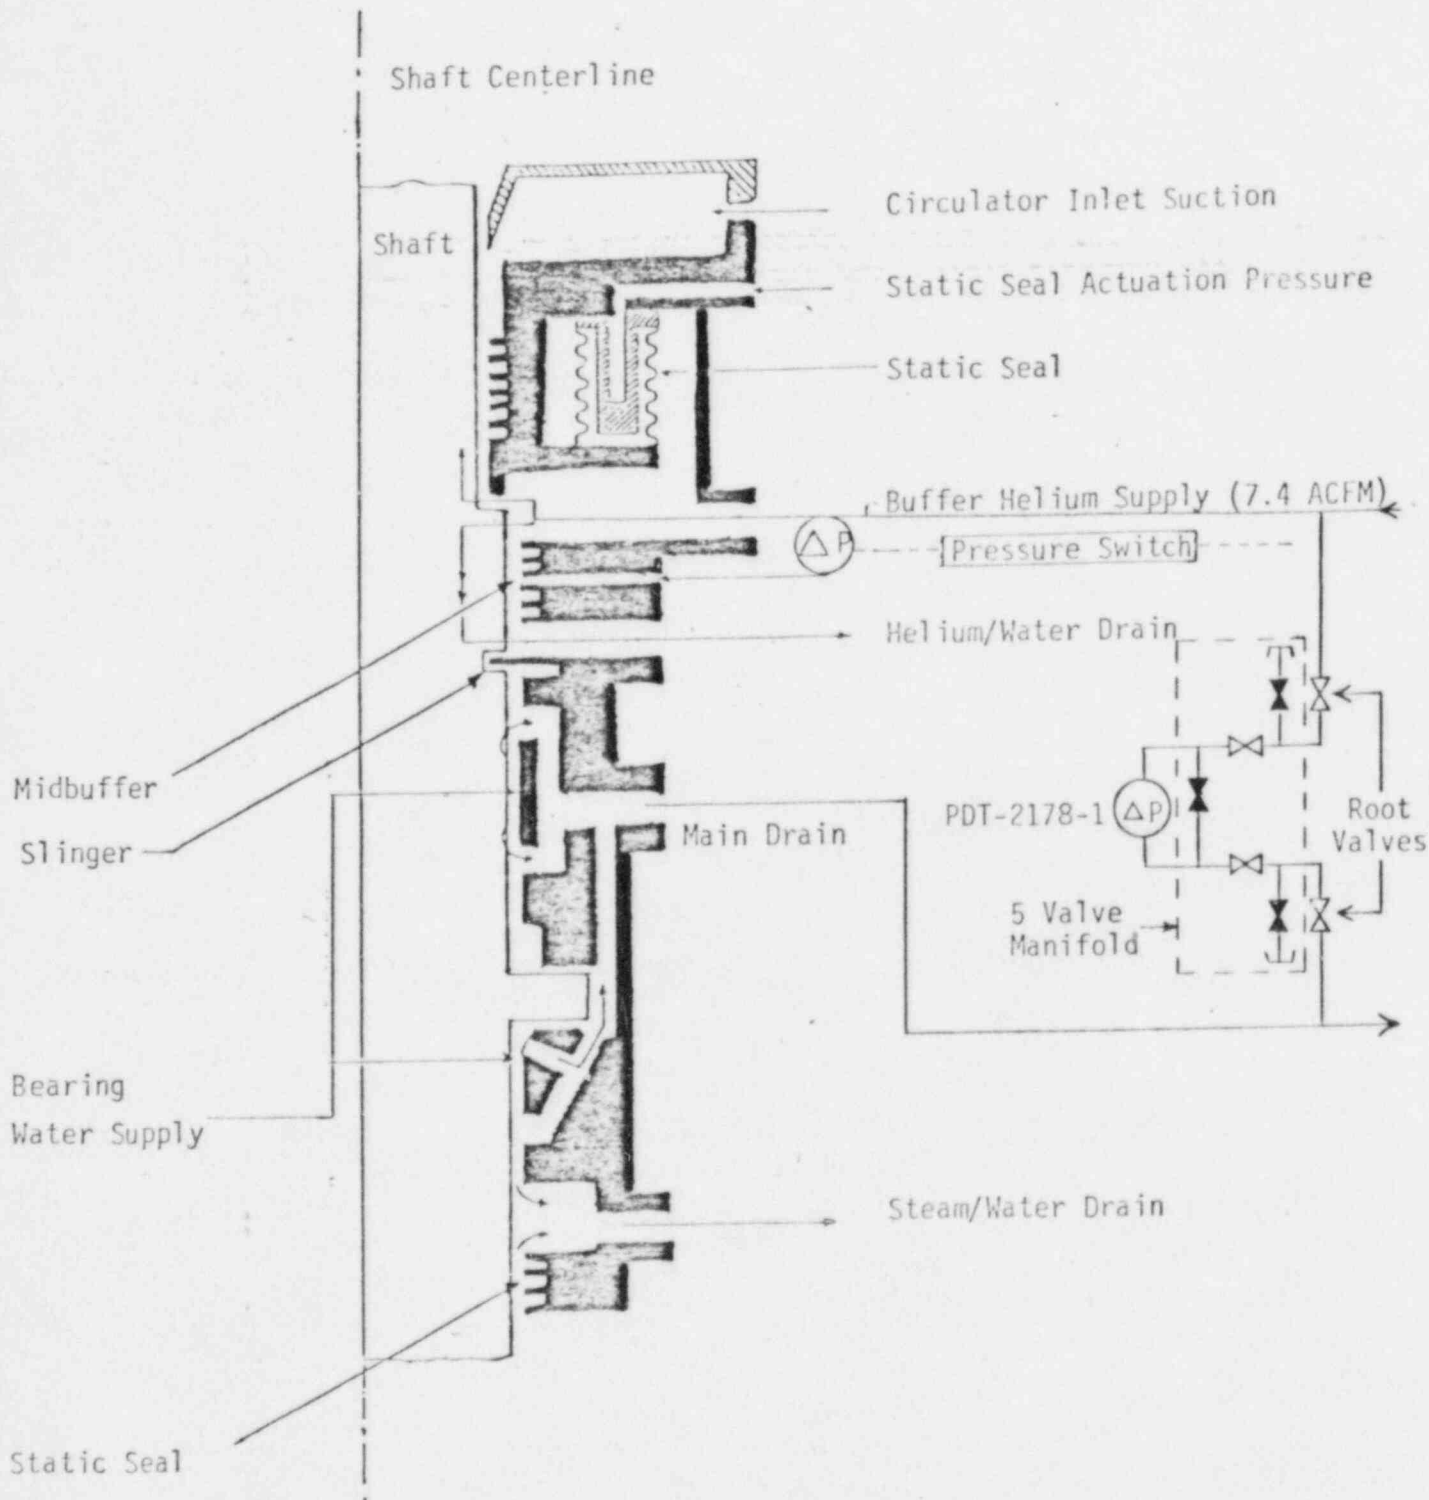 Shaft Centerline
Circulator Inlet Suction
Shaft
Static Seal Actuation Pressure
Static Seal
Buffer Helium Supply (7.4 ACFM)
△ P
Pressure Switch
Helium/Water Drain
Midbuffer
Slinger
Main Drain
PDT-2178-1
△P
Root
Valves
5 Valve
Manifold
Bearing
Water Supply
Steam/Water Drain
Static Seal